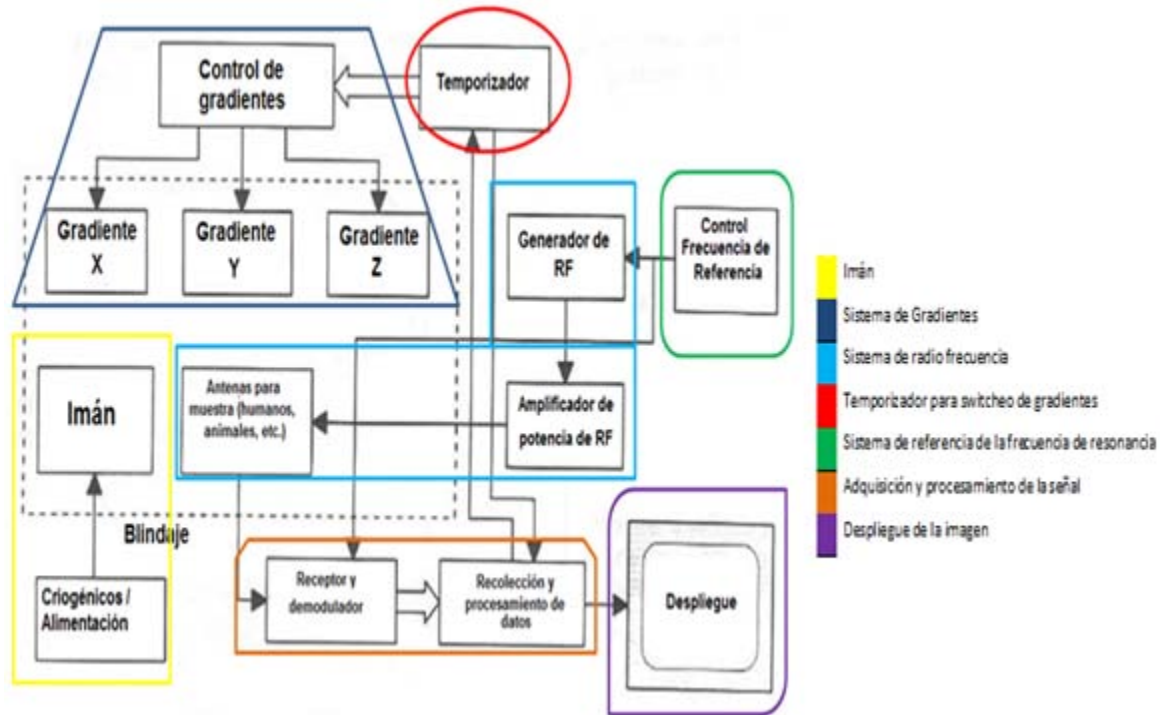 Control de
gradientes
Temporizador
Gradiente
X
Gradiente
Y
Gradiente
Z
Generador de
RF
Control
Frecuencia de
Referencia
Imán
Antenas para
muestra (humanos,
animales, etc.)
Amplificador de
potencia de RF
Blindaje
Criogénicos /
Alimentación
Receptor y
demodulador
Recolección y
procesamiento de
datos
Despliegue
Imán
Sistema de Gradientes
Sistema de radio frecuencia
Temporizador para switcheo de gradientes
Sistema de referencia de la frecuencia de resonancia
Adquisición y procesamiento de la señal
Despliegue de la imagen